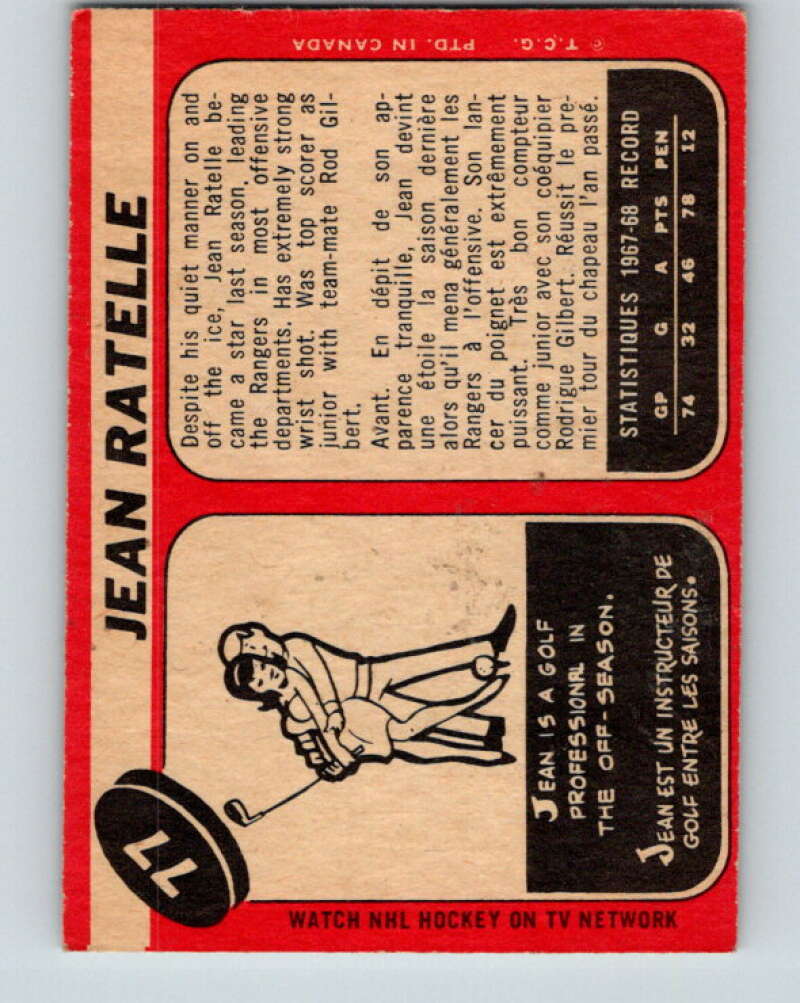 JEAN RATELLE
77
WATCH NHL HOCKEY ON TV NETWORK
JEAN IS A GOLF
PROFESSIONAL IN
THE OFF-SEASON.
JEAN EST UN INSTRUCTEUR DE
GOLF ENTRE LES SAISONS.
Despite his quiet manner on and
off the ice, Jean Ratelle be-
came a star last season, leading
the Rangers in most offensive
departments. Has extremely strong
wrist shot. Was top scorer as
junior with team-mate Rod Gil-
bert.
Avant. En dépit de son ap-
parence tranquille, Jean devint
une étoile la saison dernière
alors qu'il mena généralement les
Rangers à l'offensive. Son lan-
cer du poignet est extrêmement
puissant. Très bon compteur
comme junior avec son coéquipier
Rodrigue Gilbert. Réussit le pre-
mier tour du chapeau l'an passé.
STATISTIQUES 1967-68 RECORD
GP G A PTS PEN
74 32 46 78 12
© T.C.G. PTD. IN CANADA